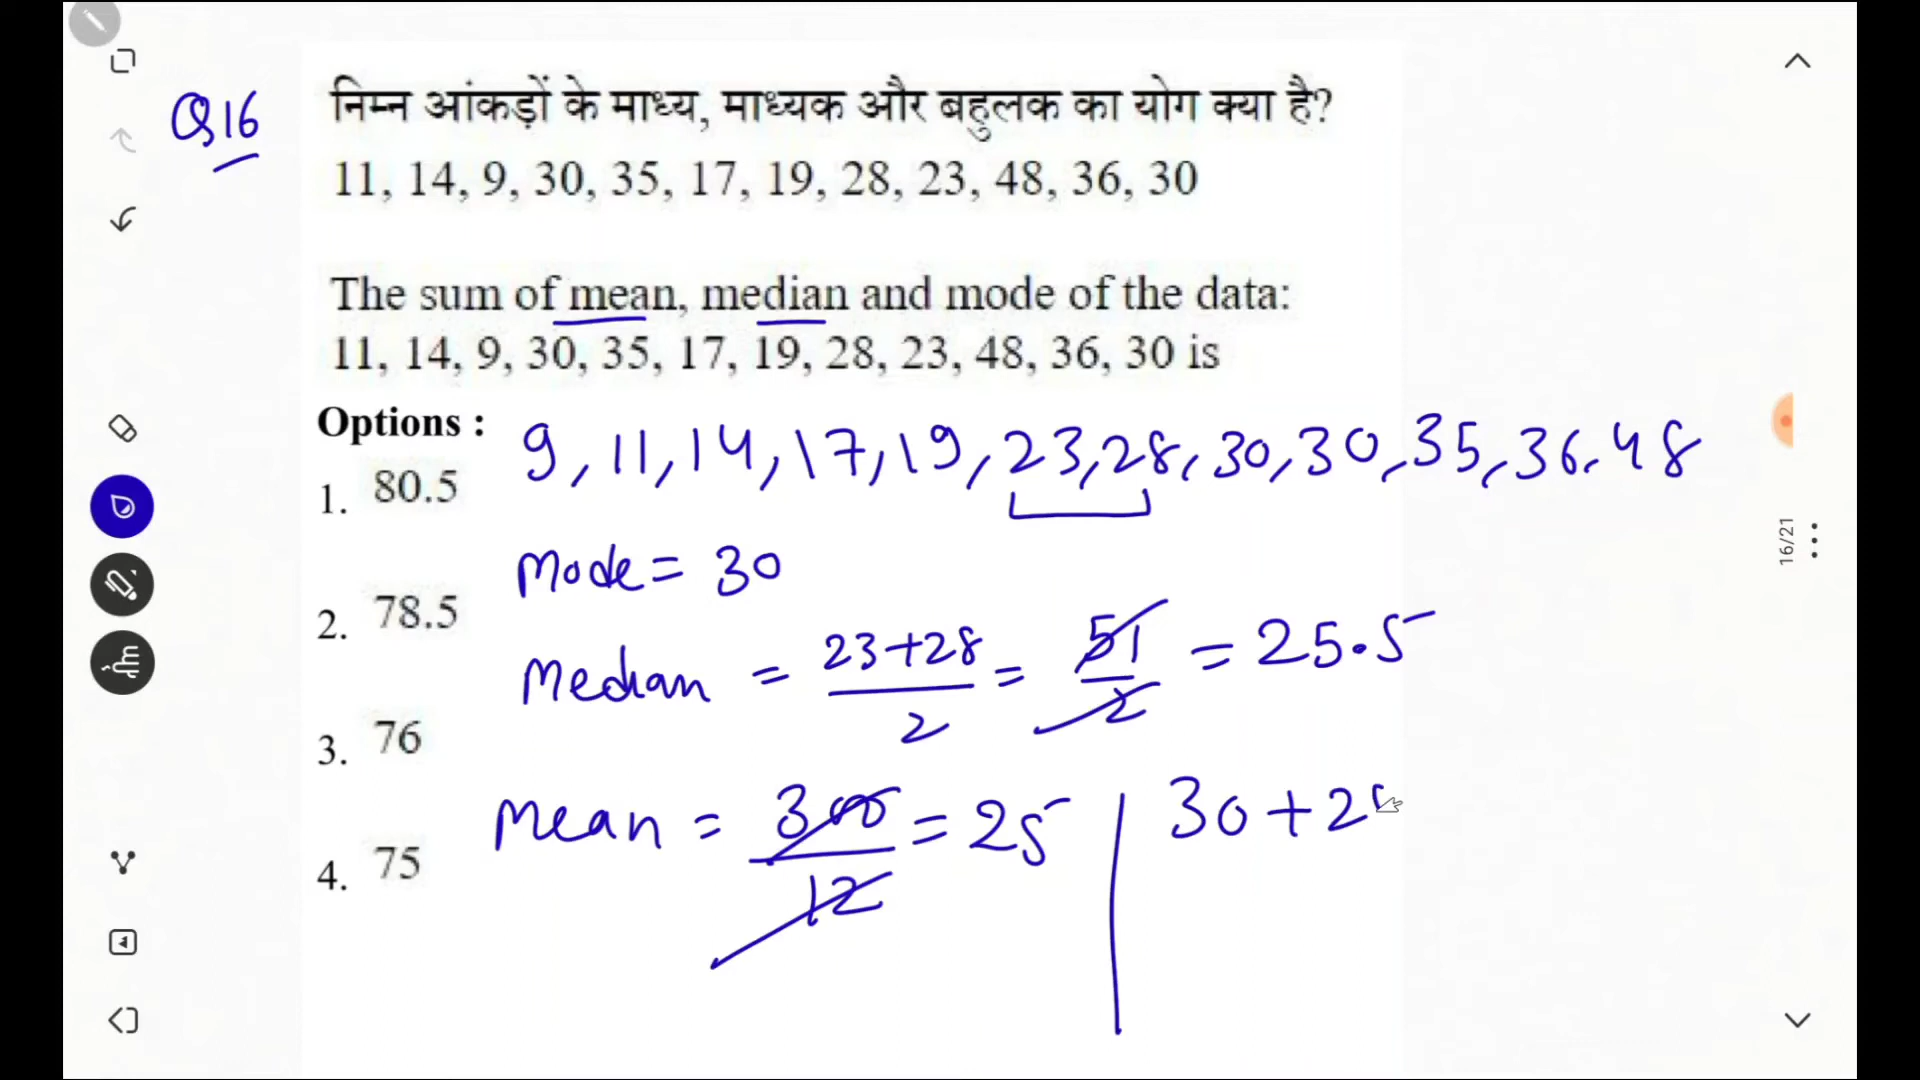 Q16
निम्न आंकड़ों के माध्य, माध्यक और बहुलक का योग क्या है?
11, 14, 9, 30, 35, 17, 19, 28, 23, 48, 36, 30
The sum of mean, median and mode of the data:
11, 14, 9, 30, 35, 17, 19, 28, 23, 48, 36, 30 is
Options :
9, 11, 14, 17, 19, 23, 28, 30, 30, 35, 36, 48
1. 80.5
Mode = 30
2. 78.5
Median = 23+28/2 = 51/2 = 25.5
3. 76
Mean = 300/12 = 25
30+2
4. 75
16/21